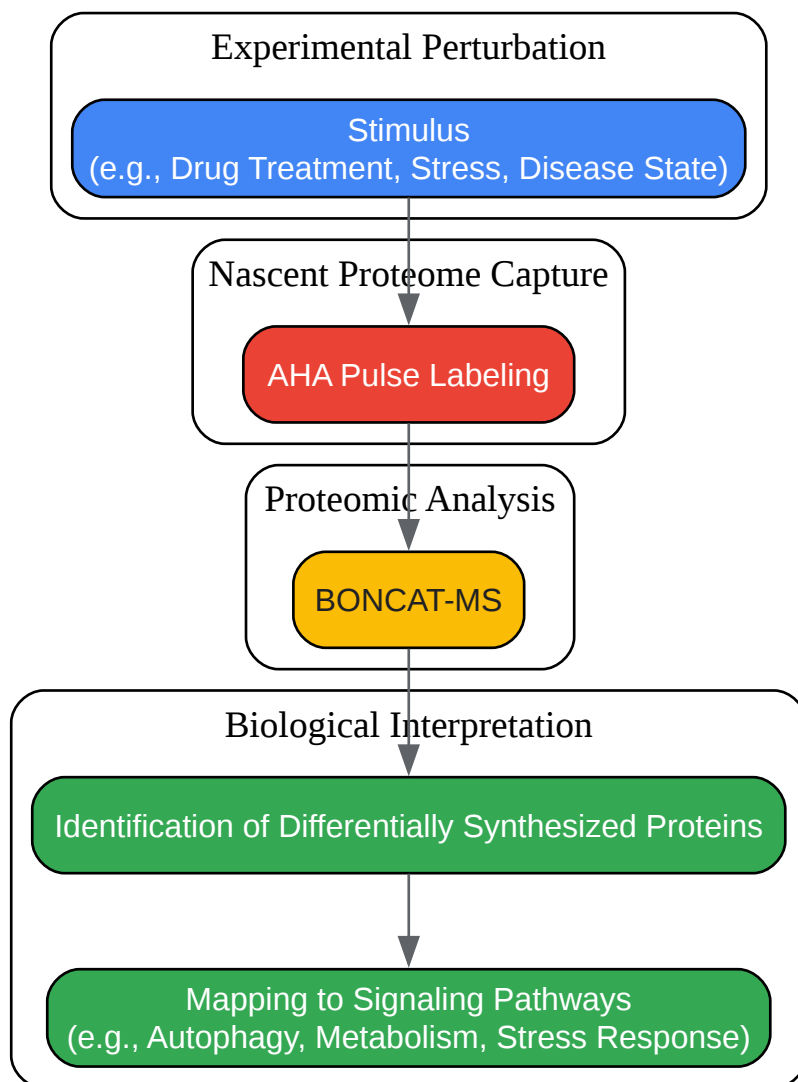 Experimental Perturbation
Stimulus
(e.g., Drug Treatment, Stress, Disease State)
Nascent Proteome Capture
AHA Pulse Labeling
Proteomic Analysis
BONCAT-MS
Biological Interpretation
Identification of Differentially Synthesized Proteins
Mapping to Signaling Pathways
(e.g., Autophagy, Metabolism, Stress Response)